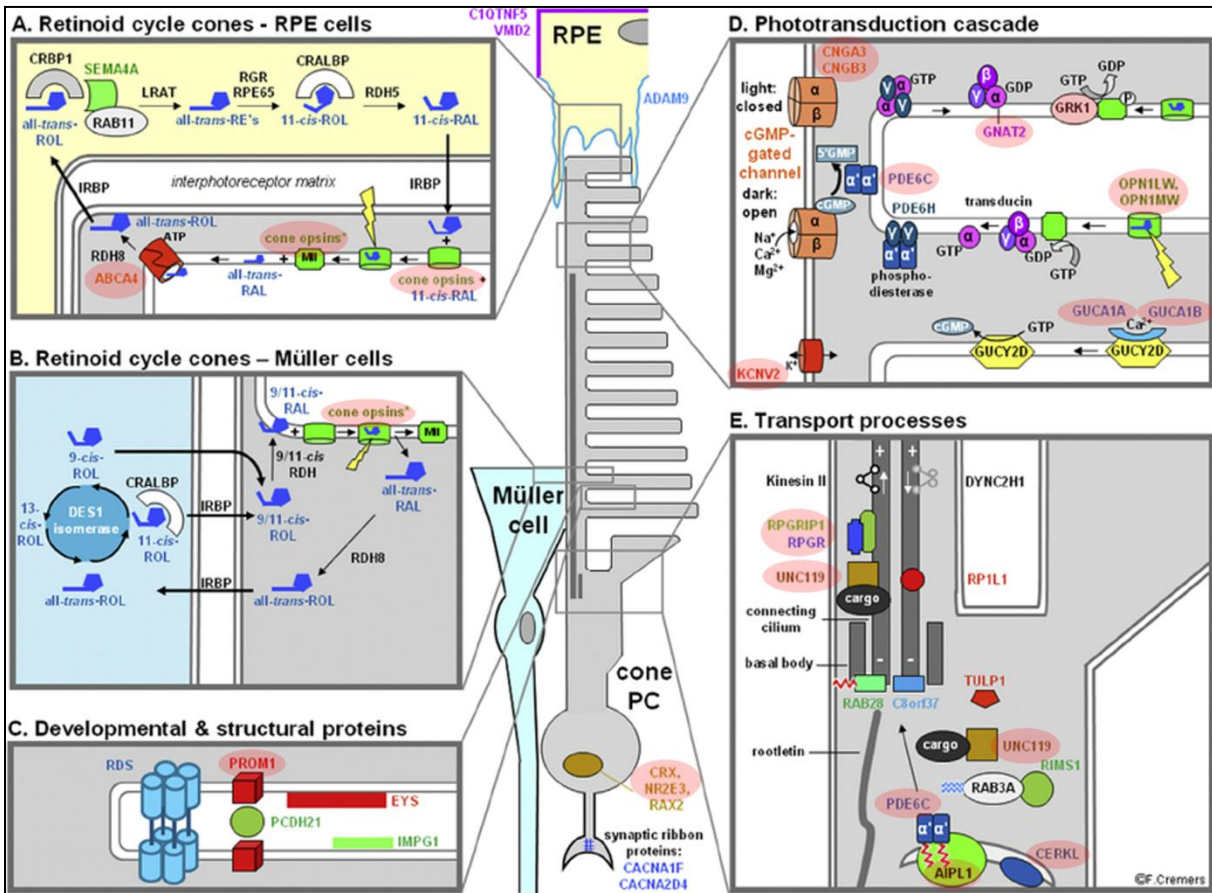 A. Retinoid cycle cones - RPE cells
CRBP1
SEMA4A
CRALBP
LRAT
RGR
RPE65
RDH5
all-trans-
ROL
RAB11
all-trans-RE's
11-cis-ROL
11-cis-RAL
IRBP
interphotoreceptor matrix
IRBP
all-trans-ROL
ATP
RDH8
ABCA4
all-trans-
RAL
+
cone opsins*
MII
+
cone opsins +
11-cis-RAL
B. Retinoid cycle cones – Müller cells
9/11-cis-
RAL
cone opsins*
+
MII
9/11-cis
RDH
9-cis-
ROL
CRALBP
13-
cis-
ROL
DES1
isomerase
11-cis-
ROL
IRBP
9/11-cis-
ROL
all-trans-
RAL
RDH8
all-trans-ROL
IRBP
all-trans-ROL
C. Developmental & structural proteins
RDS
PROM1
EYS
PCDH21
IMPG1
C1QTNF5
VMD2
RPE
ADAM9
Müller
cell
cone
PC
CRX,
NR2E3,
RAX2
synaptic ribbon
proteins:
CACNA1F
CACNA2D4
D. Phototransduction cascade
CNGA3
CNGB3
light:
closed
α
β
cGMP-
gated
channel
dark:
open
α
β
Na⁺
Ca²⁺
Mg²⁺
GTP
β
γ
α
GDP
GNAT2
GTP
GDP
GRK1
P
5'GMP
cGMP
α' α'
PDE6C
PDE6H
phospho-
diesterase
transducin
α
GTP
β
γ
α
GDP
GTP
OPN1LW,
OPN1MW
GUCA1A
GUCA1B
Ca²⁺
cGMP
GTP
GUCY2D
GUCY2D
KCNV2
K⁺
E. Transport processes
Kinesin II
+
+
DYNC2H1
RPGRIP1
RPGR
UNC119
cargo
RP1L1
connecting
cilium
basal body
-
-
RAB28
C8orf37
TULP1
rootletin
cargo
UNC119
RIMS1
RAB3A
PDE6C
α' α'
AIPL1
CERKL
©F.Cremers